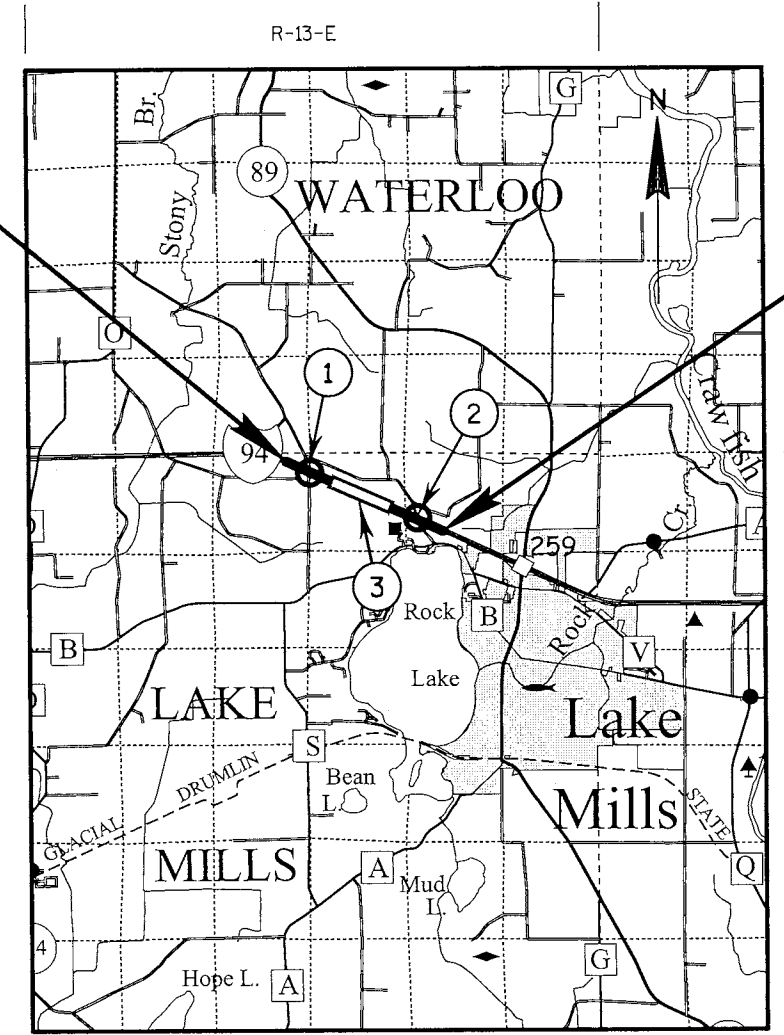 R-13-E
G
N
Br.
89
WATERLOO
Stony
O
Craw fish
1
2
94
Cr.
A
259
3
Rock
B
Rock
B
V
Lake
LAKE
Lake
S
DRUMLIN
Bean
L.
STATE
GLACIAL
Mills
MILLS
A
Mud
L.
Q
4
G
Hope L.
A